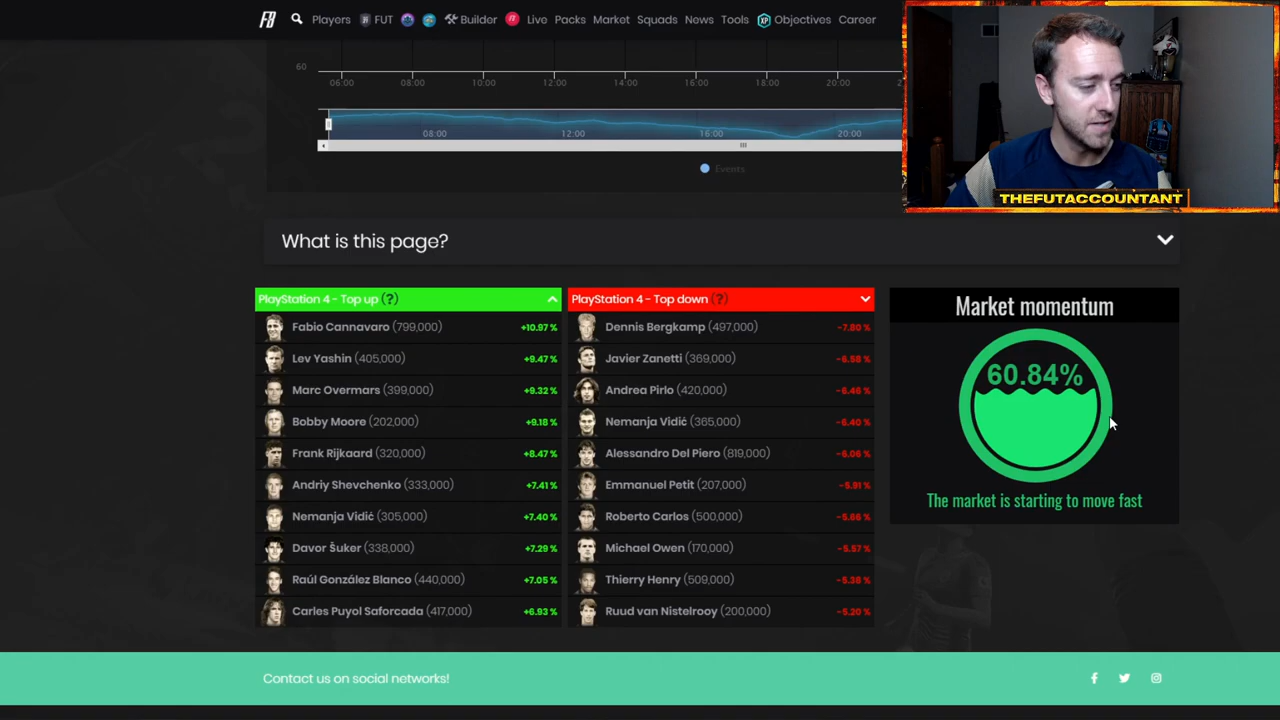 Players FUT Builder Live Packs Market Squads News Tools XP Objectives Career
60
06:00 08:00 10:00 12:00 14:00 16:00 18:00 20:00
08:00 12:00 16:00 20:00
Events
THEFUTACCOUNTANT
What is this page?
PlayStation 4 - Top up (?)
Fabio Cannavaro (799,000) +10.97 %
Lev Yashin (405,000) +9.47 %
Marc Overmars (399,000) +9.32 %
Bobby Moore (202,000) +9.18 %
Frank Rijkaard (320,000) +8.47 %
Andriy Shevchenko (333,000) +7.41 %
Nemanja Vidić (305,000) +7.40 %
Davor Šuker (338,000) +7.29 %
Raúl González Blanco (440,000) +7.05 %
Carles Puyol Saforcada (417,000) +6.93 %
PlayStation 4 - Top down (?)
Dennis Bergkamp (497,000) -7.80 %
Javier Zanetti (369,000) -6.58 %
Andrea Pirlo (420,000) -6.46 %
Nemanja Vidić (365,000) -6.40 %
Alessandro Del Piero (819,000) -6.06 %
Emmanuel Petit (207,000) -5.91 %
Roberto Carlos (500,000) -5.66 %
Michael Owen (170,000) -5.57 %
Thierry Henry (509,000) -5.38 %
Ruud van Nistelrooy (200,000) -5.20 %
Market momentum
60.84%
The market is starting to move fast
Contact us on social networks!